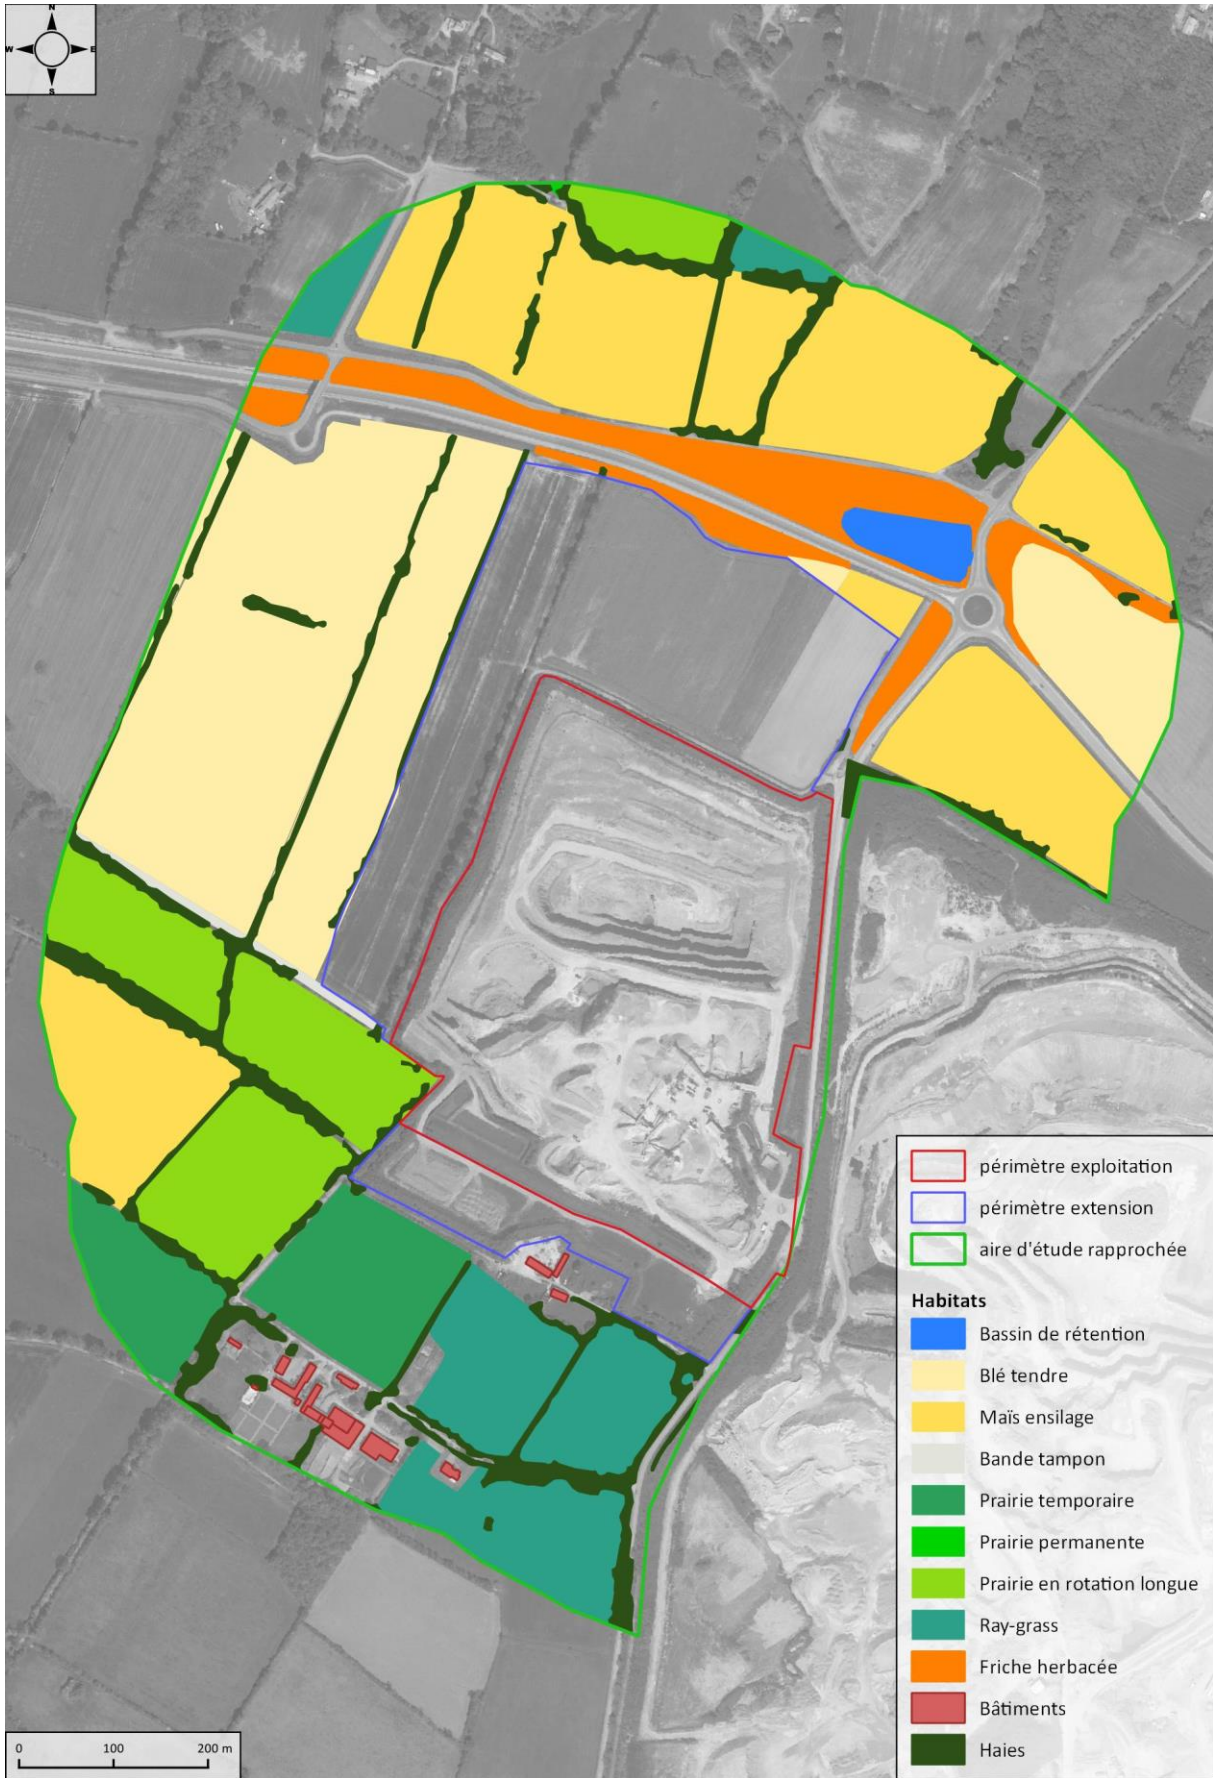 N
W E
S
périmètre exploitation
périmètre extension
aire d'étude rapprochée
Habitats
Bassin de rétention
Blé tendre
Maïs ensilage
Bande tampon
Prairie temporaire
Prairie permanente
Prairie en rotation longue
Ray-grass
Friche herbacée
Bâtiments
Haies
0 100 200 m